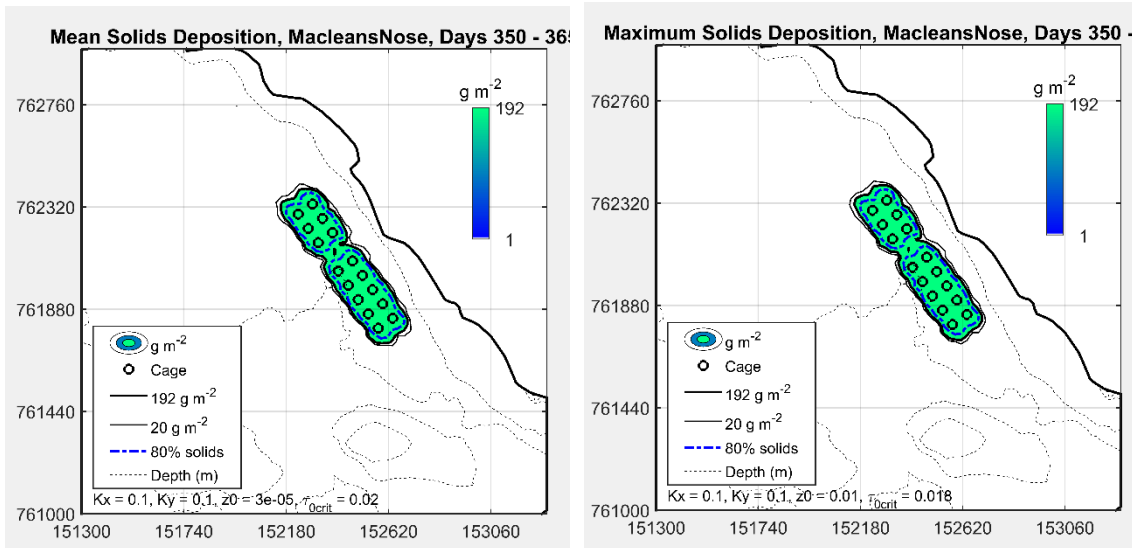 Mean Solids Deposition, MacleansNose, Days 350 - 365
g m-2
192
1
762760
762320
761880
761440
761000
g m-2
Cage
192 g m-2
20 g m-2
80% solids
Depth (m)
Kx = 0.1, Ky = 0.1, z0 = 3e-05, τ0crit = 0.02
151300 151740 152180 152620 153060
Maximum Solids Deposition, MacleansNose, Days 350 -
g m-2
192
1
762760
762320
761880
761440
761000
g m-2
Cage
192 g m-2
20 g m-2
80% solids
Depth (m)
Kx = 0.1, Ky = 0.1, z0 = 0.01, τ0crit = 0.018
151300 151740 152180 152620 153060